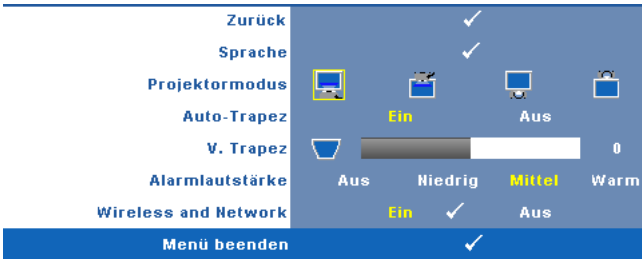 Zurück
Sprache
Projektormodus
Auto-Trapez Ein Aus
V. Trapez 0
Alarmlautstärke Aus Niedrig Mittel Warm
Wireless and Network Ein Aus
Menü beenden